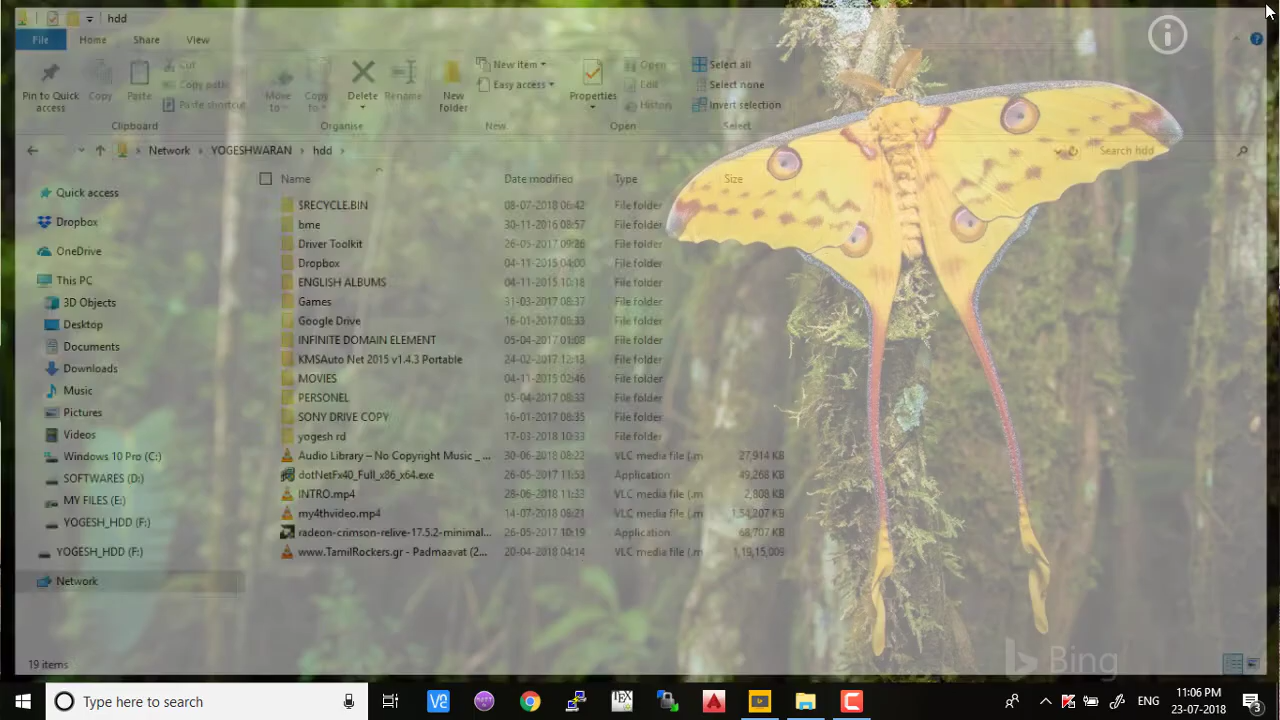 hdd
File Home Share View
Pin to Quick access
Copy
Paste
Cut
Copy path
Paste shortcut
Clipboard
Move to
Copy to
Delete
Rename
Organise
New folder
New item
Easy access
New
Properties
Open
Edit
History
Open
Select all
Select none
Invert selection
Select
Network YOGESHWARAN hdd Search hdd
Quick access
Dropbox
OneDrive
This PC
3D Objects
Desktop
Documents
Downloads
Music
Pictures
Videos
Windows 10 Pro (C:)
SOFTWARES (D:)
MY FILES (E:)
YOGESH_HDD (F:)
YOGESH_HDD (F:)
Network
Name Date modified Type Size
$RECYCLE.BIN 08-07-2018 06:42 File folder
bme 30-11-2016 08:57 File folder
Driver Toolkit 26-05-2017 09:26 File folder
Dropbox 04-11-2015 04:00 File folder
ENGLISH ALBUMS 04-11-2015 10:18 File folder
Games 31-03-2017 08:37 File folder
Google Drive 16-01-2017 08:33 File folder
INFINITE DOMAIN ELEMENT 05-04-2017 01:08 File folder
KMSAuto Net 2015 v1.4.3 Portable 24-02-2017 12:13 File folder
MOVIES 04-11-2015 02:46 File folder
PERSONEL 05-04-2017 08:33 File folder
SONY DRIVE COPY 16-01-2017 08:35 File folder
yogesh rd 17-03-2018 10:33 File folder
Audio Library – No Copyright Music _ ... 30-06-2018 08:22 VLC media file (.m 27,914 KB
dotNetFx40_Full_x86_x64.exe 26-05-2017 11:53 Application 49,268 KB
INTRO.mp4 28-06-2018 11:33 VLC media file (.m 2,808 KB
my4thvideo.mp4 14-07-2018 08:21 VLC media file (.m 1,54,207 KB
radeon-crimson-relive-17.5.2-minimal... 26-05-2017 10:19 Application 68,707 KB
www.TamilRockers.gr - Padmaavat (2... 20-04-2018 04:14 VLC media file (.m 1,19,15,009
19 items
Bing
Type here to search
ENG
11:06 PM
23-07-2018
3